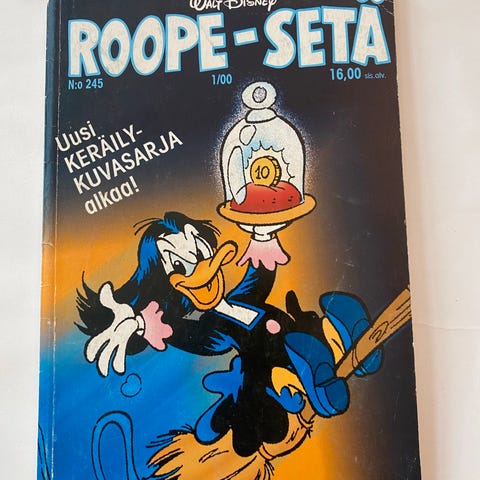 WALT DISNEY
ROOPE-SETÄ
N:o 245 1/00 16,00 sis.alv.
Uusi
KERÄILY-
KUVASARJA
alkaa!
10